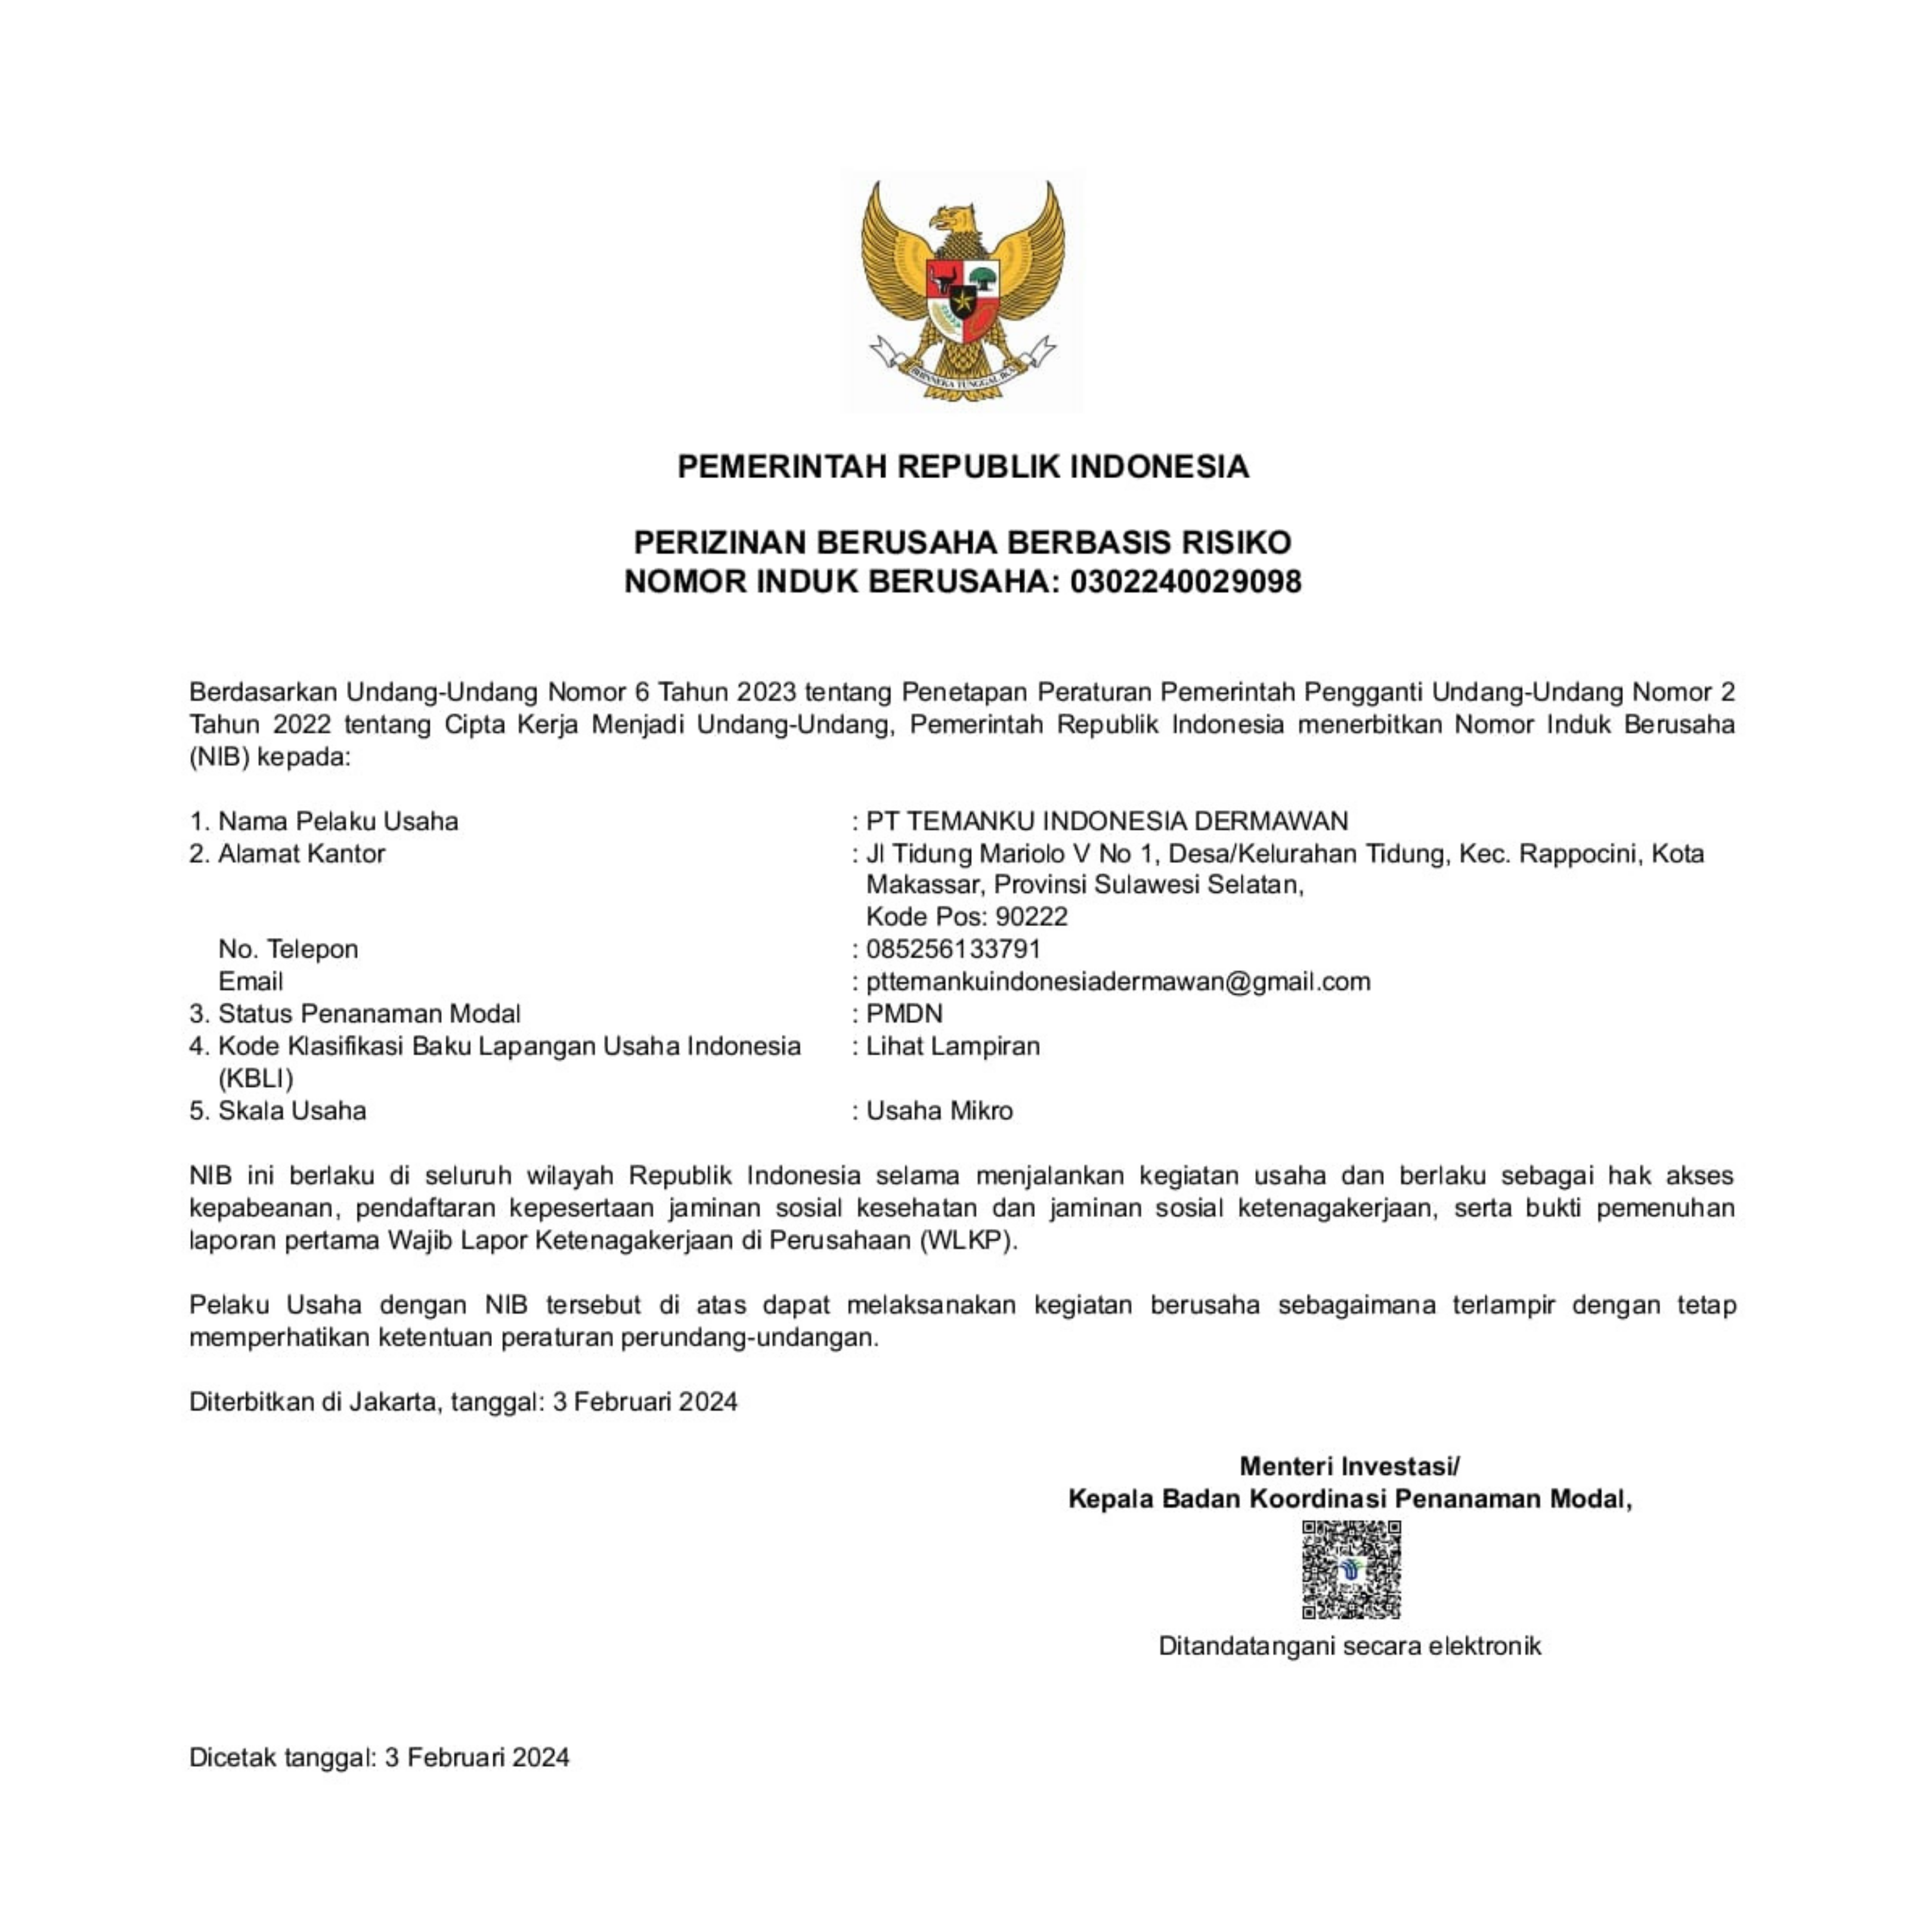 BHINNEKA TUNGGAL IKA
PEMERINTAH REPUBLIK INDONESIA
PERIZINAN BERUSAHA BERBASIS RISIKO
NOMOR INDUK BERUSAHA: 0302240029098
Berdasarkan Undang-Undang Nomor 6 Tahun 2023 tentang Penetapan Peraturan Pemerintah Pengganti Undang-Undang Nomor 2
Tahun 2022 tentang Cipta Kerja Menjadi Undang-Undang, Pemerintah Republik Indonesia menerbitkan Nomor Induk Berusaha
(NIB) kepada:
1. Nama Pelaku Usaha : PT TEMANKU INDONESIA DERMAWAN
2. Alamat Kantor : Jl Tidung Mariolo V No 1, Desa/Kelurahan Tidung, Kec. Rappocini, Kota
Makassar, Provinsi Sulawesi Selatan,
Kode Pos: 90222
No. Telepon : 085256133791
Email : pttemankuindonesiadermawan@gmail.com
3. Status Penanaman Modal : PMDN
4. Kode Klasifikasi Baku Lapangan Usaha Indonesia : Lihat Lampiran
(KBLI)
5. Skala Usaha : Usaha Mikro
NIB ini berlaku di seluruh wilayah Republik Indonesia selama menjalankan kegiatan usaha dan berlaku sebagai hak akses
kepabeanan, pendaftaran kepesertaan jaminan sosial kesehatan dan jaminan sosial ketenagakerjaan, serta bukti pemenuhan
laporan pertama Wajib Lapor Ketenagakerjaan di Perusahaan (WLKP).
Pelaku Usaha dengan NIB tersebut di atas dapat melaksanakan kegiatan berusaha sebagaimana terlampir dengan tetap
memperhatikan ketentuan peraturan perundang-undangan.
Diterbitkan di Jakarta, tanggal: 3 Februari 2024
Menteri Investasi/
Kepala Badan Koordinasi Penanaman Modal,
Ditandatangani secara elektronik
Dicetak tanggal: 3 Februari 2024